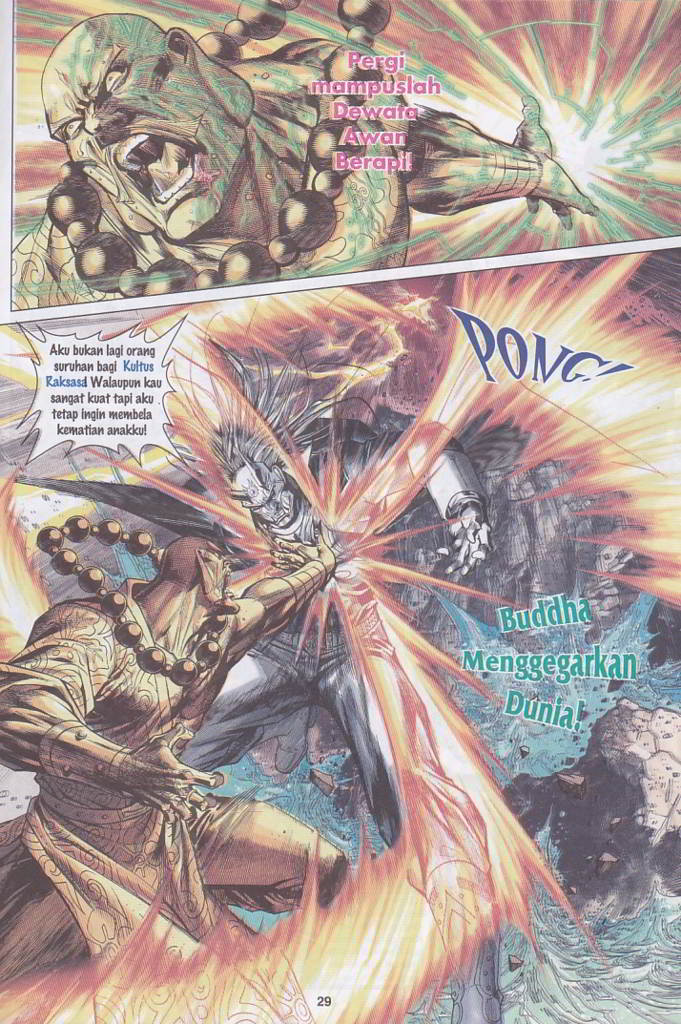 Pergi
mampuslah
Dewata
Awan
Berapi!
PONG!
Aku bukan lagi orang
suruhan bagi Kultus
Raksasa! Walaupun kau
sangat kuat tapi aku
tetap ingin membela
kematian anakku!
Buddha
Menggegarkan
Dunia!
29